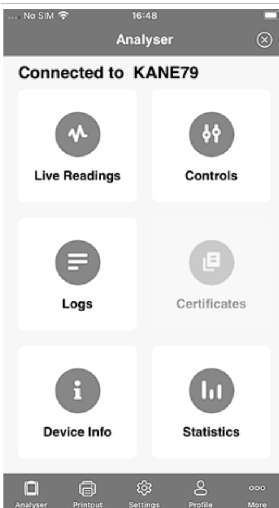 No SIM 16:48
Analyser
Connected to KANE79
Live Readings Controls
Logs Certificates
Device Info Statistics
Analyser Printout Settings Profile More